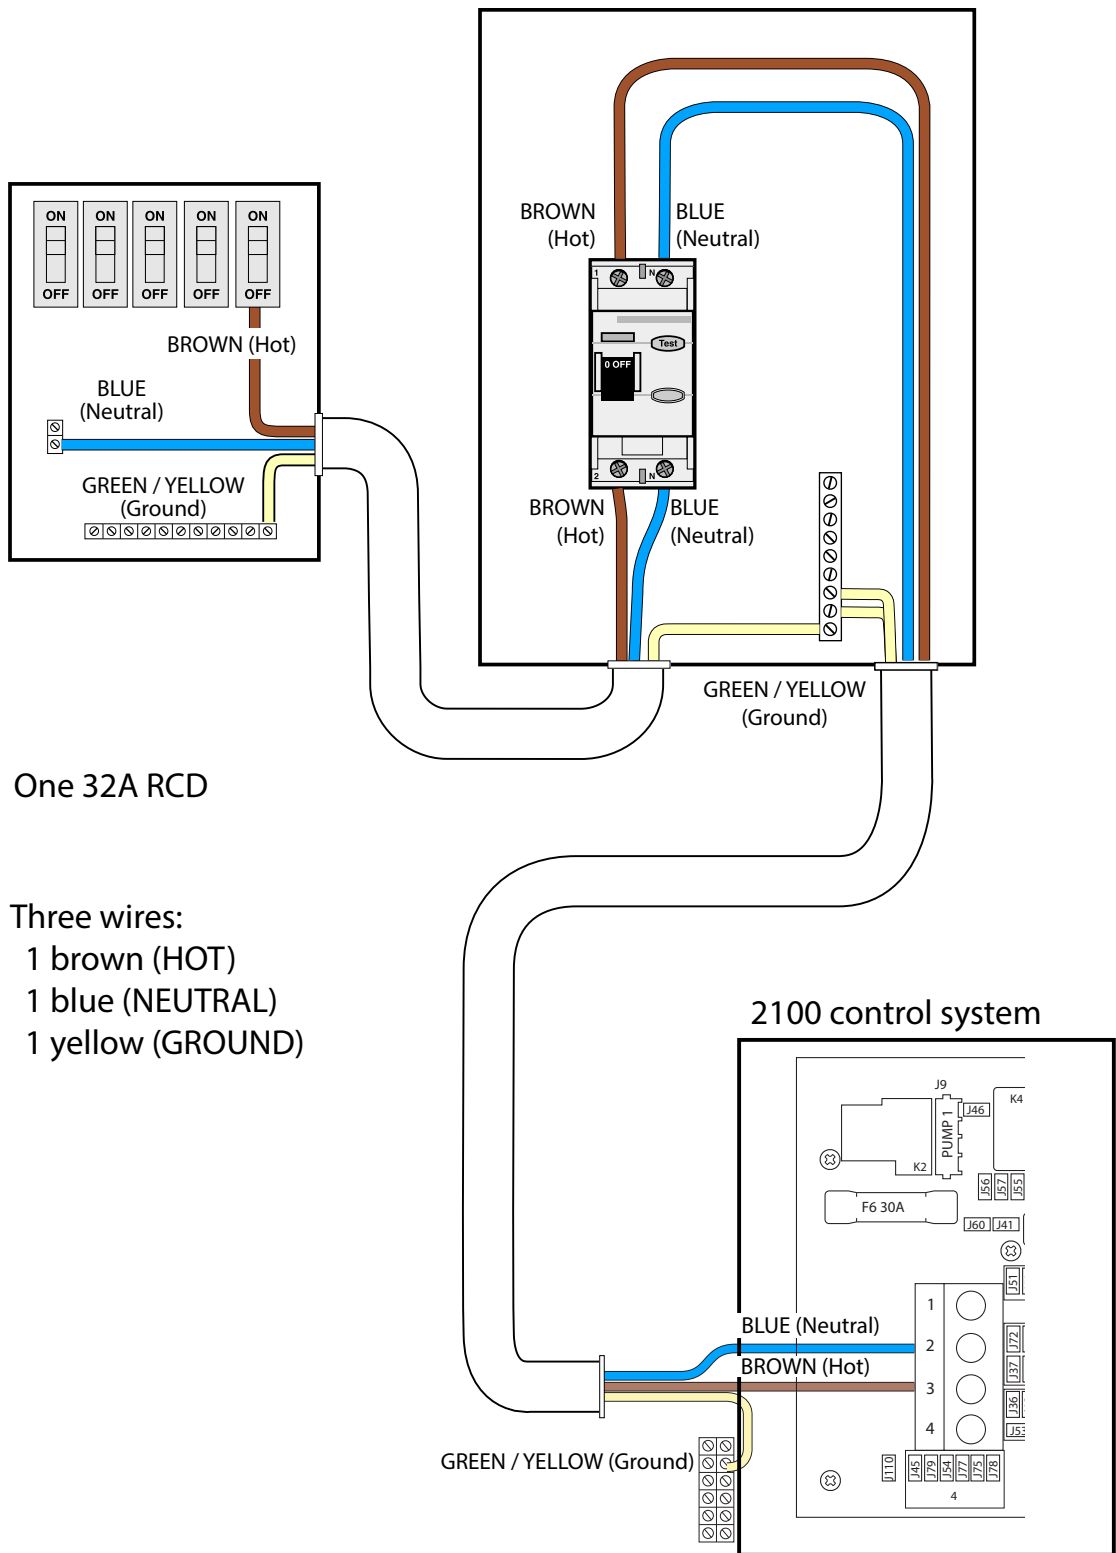 BROWN
(Hot)
BLUE
(Neutral)
ON ON ON ON ON
OFF OFF OFF OFF OFF
1 N
Test
0 OFF
2 N
BROWN (Hot)
BLUE
(Neutral)
GREEN / YELLOW
(Ground)
BROWN
(Hot)
BLUE
(Neutral)
GREEN / YELLOW
(Ground)
One 32A RCD
Three wires:
1 brown (HOT)
1 blue (NEUTRAL)
1 yellow (GROUND)
2100 control system
J9
K4
J46
PUMP 1
K2
J56
J57
J55
F6 30A
J60 J41
J51
1
BLUE (Neutral)
2
J72
BROWN (Hot)
J37
3
J36
4
J53
GREEN / YELLOW (Ground)
J110
J45
J79
J54
J77
J75
J78
4